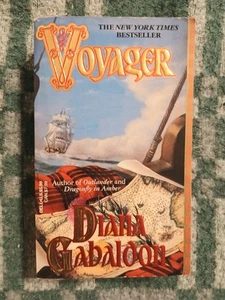 THE NEW YORK TIMES
BESTSELLER
VOYAGER
Author of Outlander and
Dragonfly in Amber
DIANA
GABALDON